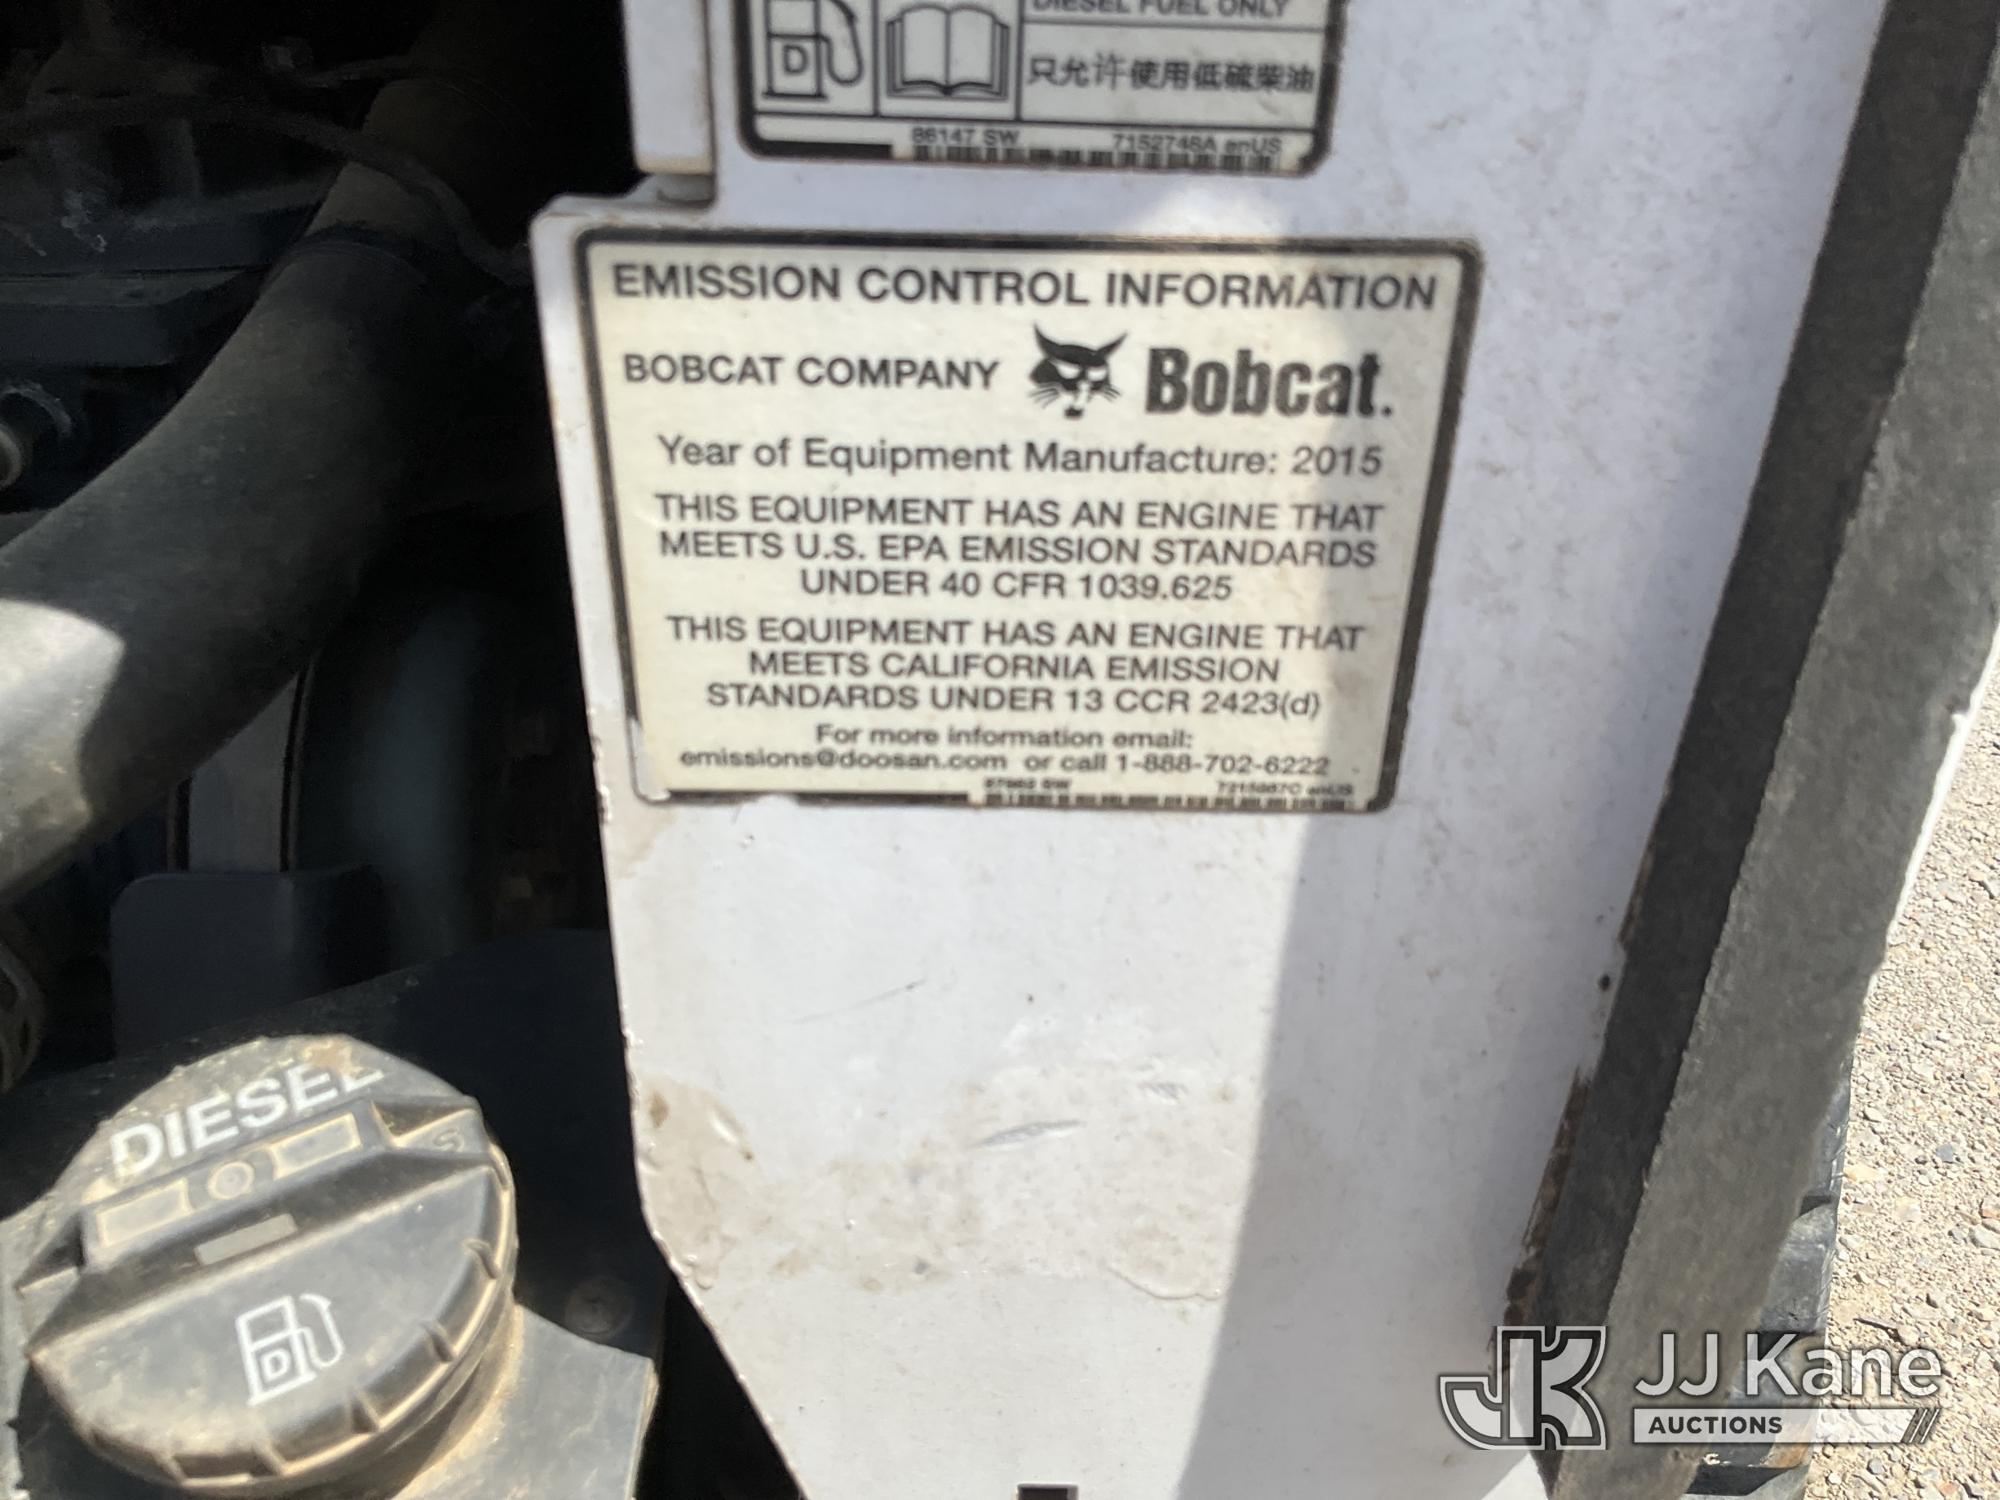 DIESEL FUEL ONLY
D
只允许使用低硫柴油
86147 SW 7152748A enUS
EMISSION CONTROL INFORMATION
BOBCAT COMPANY Bobcat.
Year of Equipment Manufacture: 2015
THIS EQUIPMENT HAS AN ENGINE THAT
MEETS U.S. EPA EMISSION STANDARDS
UNDER 40 CFR 1039.625
THIS EQUIPMENT HAS AN ENGINE THAT
MEETS CALIFORNIA EMISSION
STANDARDS UNDER 13 CCR 2423(d)
For more information email:
emissions@doosan.com or call 1-888-702-6222
enUS
DIESEL
D
JK JJ Kane
AUCTIONS